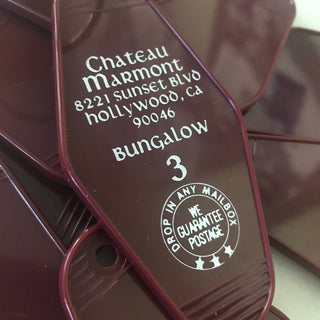 Chateau
Marmont
8221 Sunset Blvd
Hollywood, CA
90046
Bungalow
3
DROP IN ANY MAILBOX
WE
GUARANTEE
POSTAGE